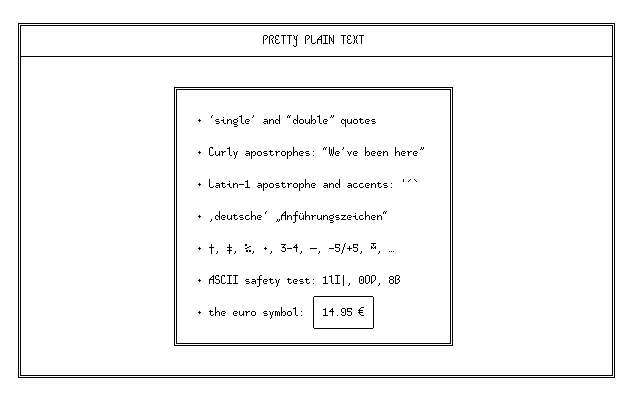 PRETTY PLAIN TEXT
• ‘single’ and “double” quotes
• Curly apostrophes: “We’ve been here”
• Latin-1 apostrophe and accents: '´`
• ‚deutsche‘ „Anführungszeichen“
• †, ‡, ‰, •, 3–4, —, −5/+5, ™, …
• ASCII safety test: 1lI|, 0OD, 8B
• the euro symbol: 14.95 €